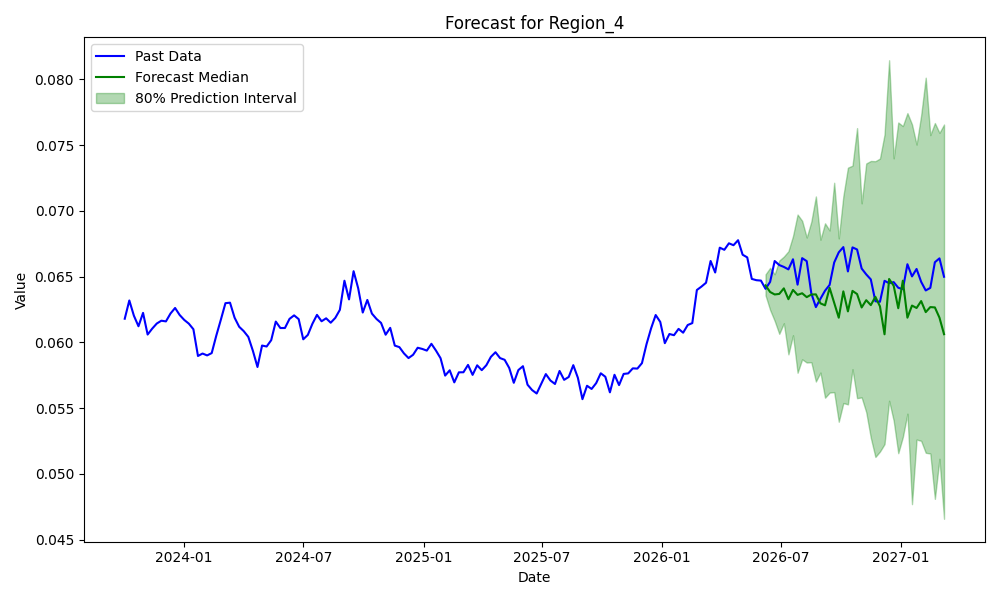 Forecast for Region_4
Past Data
Forecast Median
80% Prediction Interval
Value
0.080
0.075
0.070
0.065
0.060
0.055
0.050
0.045
2024-01
2024-07
2025-01
2025-07
2026-01
2026-07
2027-01
Date